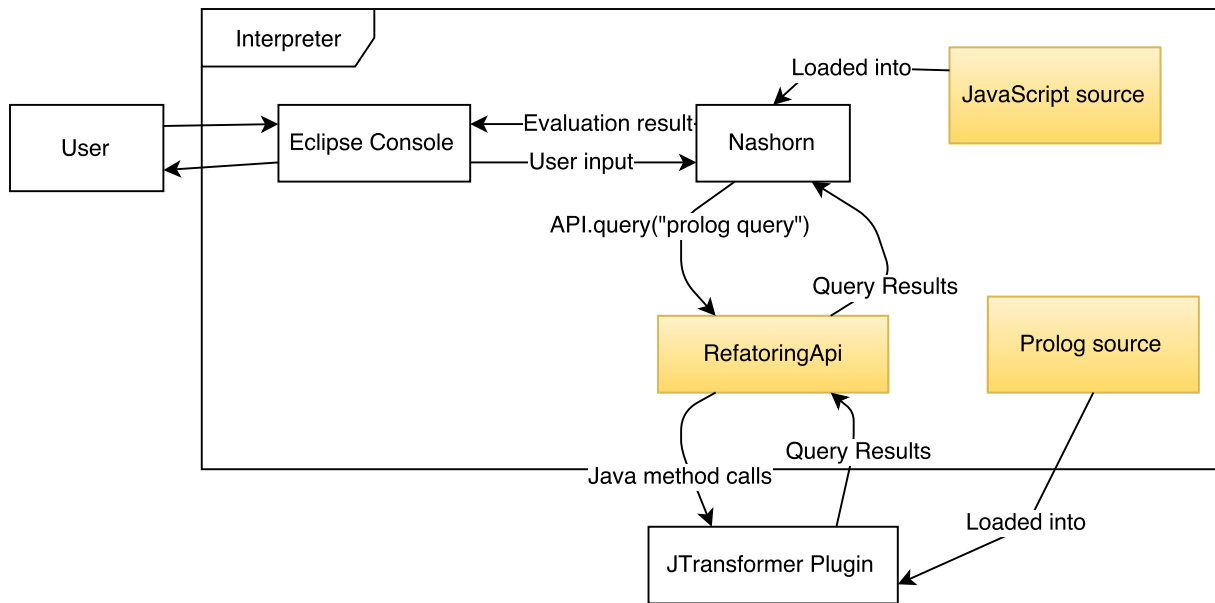 Interpreter
Loaded into
JavaScript source
User
Eclipse Console
Evaluation result
User input
Nashorn
API.query("prolog query")
Query Results
RefatoringApi
Prolog source
Query Results
Java method calls
Loaded into
JTransformer Plugin